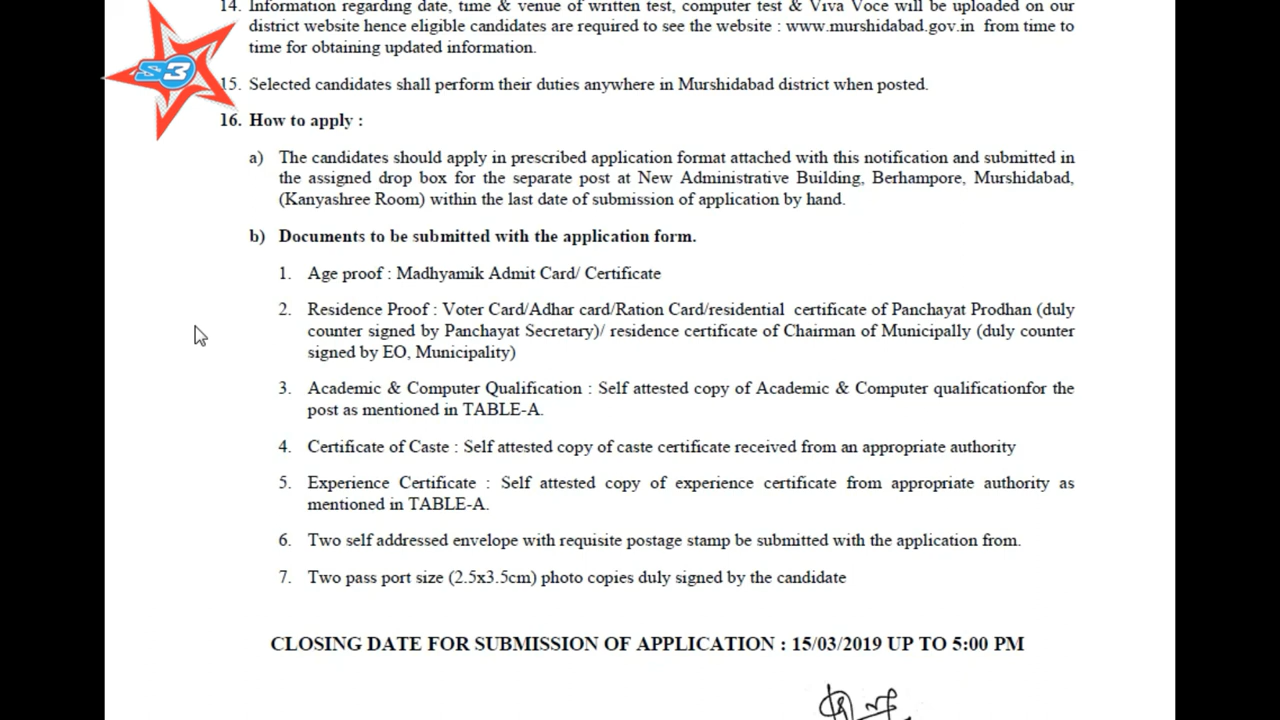 14. Information regarding date, time & venue of written test, computer test & Viva Voce will be uploaded on our
district website hence eligible candidates are required to see the website : www.murshidabad.gov.in from time to
time for obtaining updated information.
S3
15. Selected candidates shall perform their duties anywhere in Murshidabad district when posted.
16. How to apply :
a) The candidates should apply in prescribed application format attached with this notification and submitted in
the assigned drop box for the separate post at New Administrative Building, Berhampore, Murshidabad,
(Kanyashree Room) within the last date of submission of application by hand.
b) Documents to be submitted with the application form.
1. Age proof : Madhyamik Admit Card/ Certificate
2. Residence Proof : Voter Card/Adhar card/Ration Card/residential certificate of Panchayat Prodhan (duly
counter signed by Panchayat Secretary)/ residence certificate of Chairman of Municipally (duly counter
signed by EO, Municipality)
3. Academic & Computer Qualification : Self attested copy of Academic & Computer qualificationfor the
post as mentioned in TABLE-A.
4. Certificate of Caste : Self attested copy of caste certificate received from an appropriate authority
5. Experience Certificate : Self attested copy of experience certificate from appropriate authority as
mentioned in TABLE-A.
6. Two self addressed envelope with requisite postage stamp be submitted with the application from.
7. Two pass port size (2.5x3.5cm) photo copies duly signed by the candidate
CLOSING DATE FOR SUBMISSION OF APPLICATION : 15/03/2019 UP TO 5:00 PM